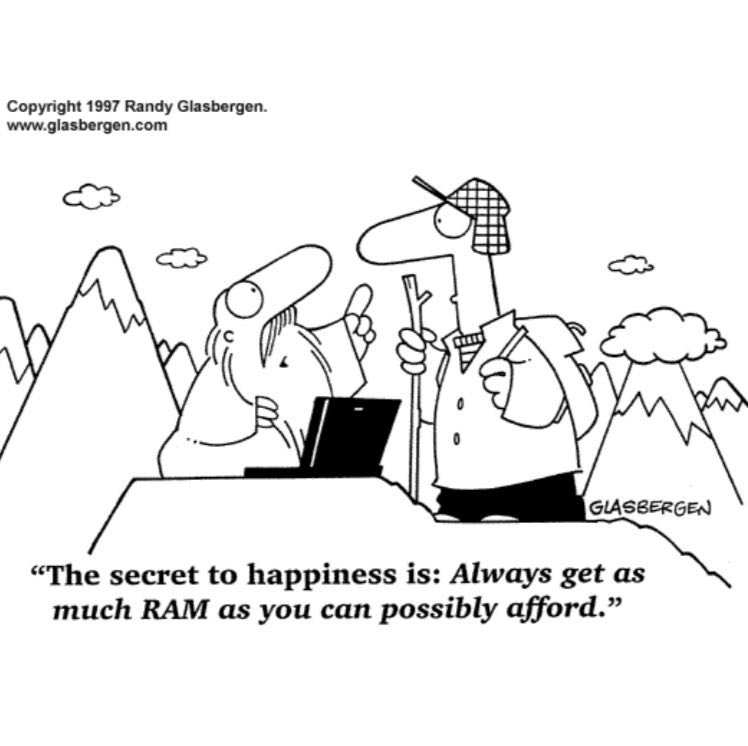 Copyright 1997 Randy Glasbergen.
www.glasbergen.com
GLASBERGEN
“The secret to happiness is: Always get as
much RAM as you can possibly afford.”